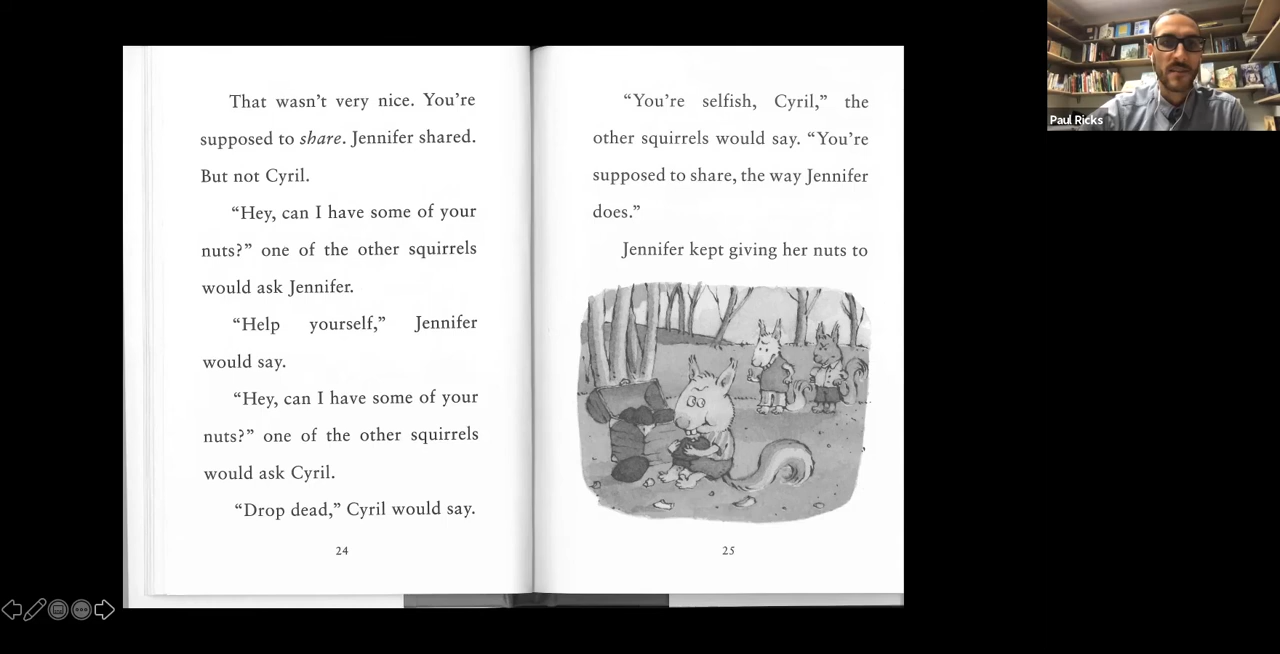 That wasn’t very nice. You’re
supposed to share. Jennifer shared.
But not Cyril.
“Hey, can I have some of your
nuts?” one of the other squirrels
would ask Jennifer.
“Help yourself,” Jennifer
would say.
“Hey, can I have some of your
nuts?” one of the other squirrels
would ask Cyril.
“Drop dead,” Cyril would say.
24
“You’re selfish, Cyril,” the
other squirrels would say. “You’re
supposed to share, the way Jennifer
does.”
Jennifer kept giving her nuts to
25
Paul Ricks